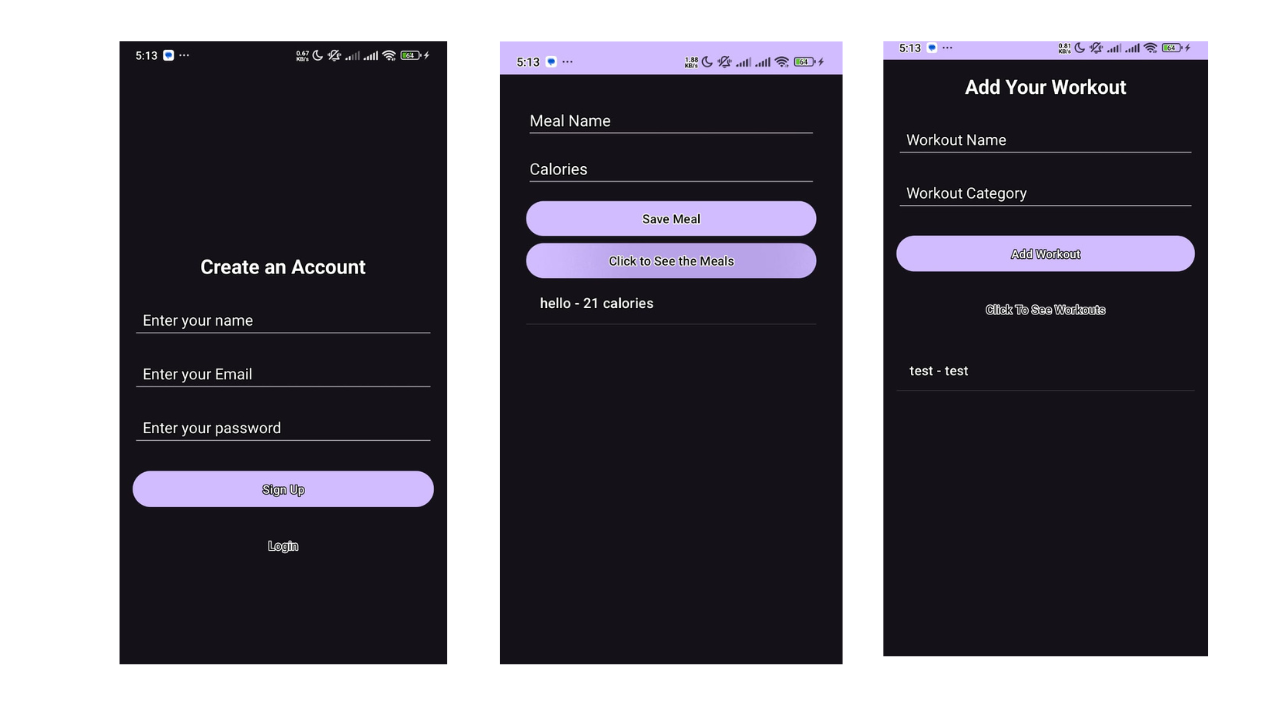 5:13 ...
0.67 KB/s 64
Create an Account
Enter your name
Enter your Email
Enter your password
Sign Up
Login
5:13 ...
1.88 KB/s 64
Meal Name
Calories
Save Meal
Click to See the Meals
hello - 21 calories
5:13 ...
0.81 KB/s 64
Add Your Workout
Workout Name
Workout Category
Add Workout
Click To See Workouts
test - test